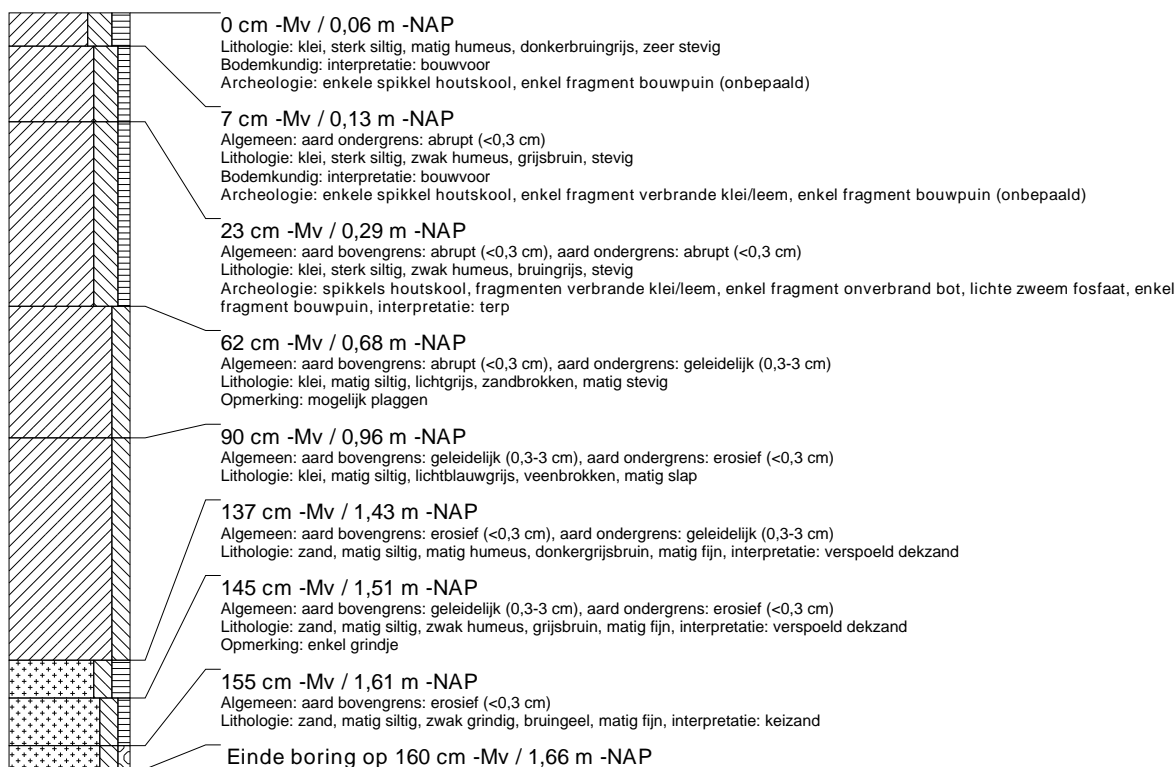 0 cm -Mv / 0,06 m -NAP
Lithologie: klei, sterk siltig, matig humeus, donkerbruingrijs, zeer stevig
Bodemkundig: interpretatie: bouwvoor
Archeologie: enkele spikkel houtskool, enkel fragment bouwpuin (onbepaald)
7 cm -Mv / 0,13 m -NAP
Algemeen: aard ondergrens: abrupt (<0,3 cm)
Lithologie: klei, sterk siltig, zwak humeus, grijsbruin, stevig
Bodemkundig: interpretatie: bouwvoor
Archeologie: enkele spikkel houtskool, enkel fragment verbrande klei/leem, enkel fragment bouwpuin (onbepaald)
23 cm -Mv / 0,29 m -NAP
Algemeen: aard bovengrens: abrupt (<0,3 cm), aard ondergrens: abrupt (<0,3 cm)
Lithologie: klei, sterk siltig, zwak humeus, bruingrijs, stevig
Archeologie: spikkels houtskool, fragmenten verbrande klei/leem, enkel fragment onverbrand bot, lichte zweem fosfaat, enkel
fragment bouwpuin, interpretatie: terp
62 cm -Mv / 0,68 m -NAP
Algemeen: aard bovengrens: abrupt (<0,3 cm), aard ondergrens: geleidelijk (0,3-3 cm)
Lithologie: klei, matig siltig, lichtgrijs, zandbrokken, matig stevig
Opmerking: mogelijk plaggen
90 cm -Mv / 0,96 m -NAP
Algemeen: aard bovengrens: geleidelijk (0,3-3 cm), aard ondergrens: erosief (<0,3 cm)
Lithologie: klei, matig siltig, lichtblauwgrijs, veenbrokken, matig slap
137 cm -Mv / 1,43 m -NAP
Algemeen: aard bovengrens: erosief (<0,3 cm), aard ondergrens: geleidelijk (0,3-3 cm)
Lithologie: zand, matig siltig, matig humeus, donkergrijsbruin, matig fijn, interpretatie: verspoeld dekzand
145 cm -Mv / 1,51 m -NAP
Algemeen: aard bovengrens: geleidelijk (0,3-3 cm), aard ondergrens: erosief (<0,3 cm)
Lithologie: zand, matig siltig, zwak humeus, grijsbruin, matig fijn, interpretatie: verspoeld dekzand
Opmerking: enkel grindje
155 cm -Mv / 1,61 m -NAP
Algemeen: aard bovengrens: erosief (<0,3 cm)
Lithologie: zand, matig siltig, zwak grindig, bruingeel, matig fijn, interpretatie: keizand
Einde boring op 160 cm -Mv / 1,66 m -NAP